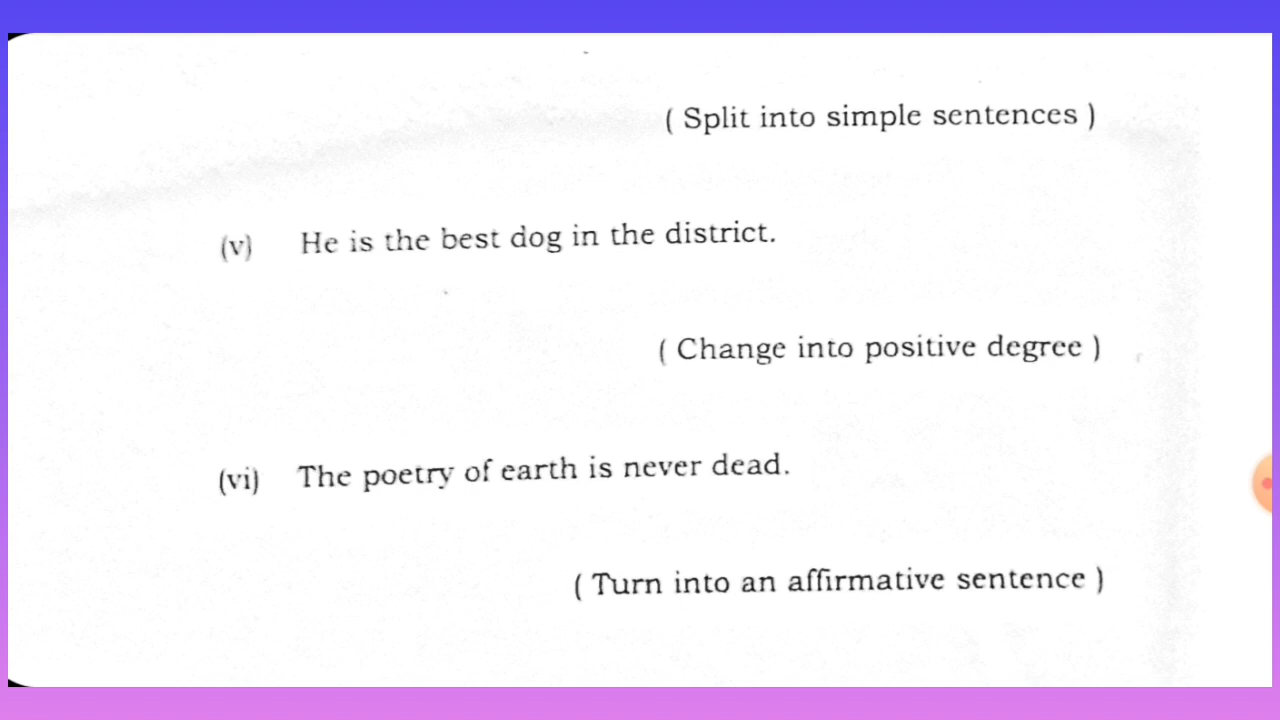 ( Split into simple sentences )
(v) He is the best dog in the district.
( Change into positive degree )
(vi) The poetry of earth is never dead.
( Turn into an affirmative sentence )